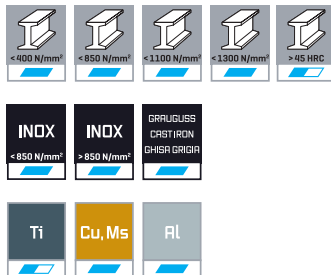 <400 N/mm² <850 N/mm² <1100 N/mm² <1300 N/mm² >45 HRC
INOX INOX GRAUGUSS
CAST IRON
GHISA GRIGIA
<850 N/mm² >850 N/mm²
Ti Cu, Ms Al